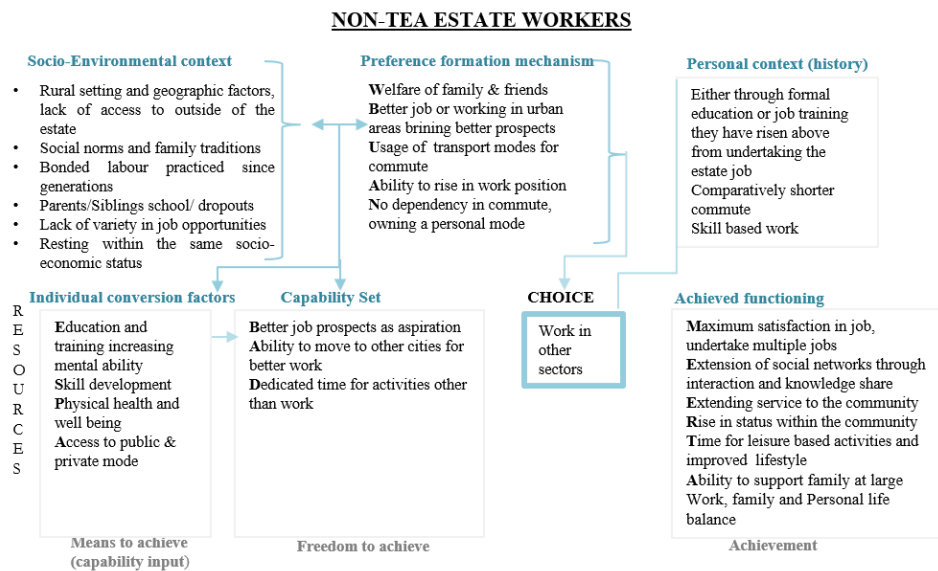 NON-TEA ESTATE WORKERS
Socio-Environmental context
• Rural setting and geographic factors,
lack of access to outside of the
estate
• Social norms and family traditions
• Bonded labour practiced since
generations
• Parents/Siblings school/ dropouts
• Lack of variety in job opportunities
• Resting within the same socio-
economic status
Preference formation mechanism
Welfare of family & friends
Better job or working in urban
areas brining better prospects
Usage of transport modes for
commute
Ability to rise in work position
No dependency in commute,
owning a personal mode
Personal context (history)
Either through formal
education or job training
they have risen above
from undertaking the
estate job
Comparatively shorter
commute
Skill based work
RESOURCES
Individual conversion factors
Education and
training increasing
mental ability
Skill development
Physical health and
well being
Access to public &
private mode
Means to achieve
(capability input)
Capability Set
Better job prospects as aspiration
Ability to move to other cities for
better work
Dedicated time for activities other
than work
Freedom to achieve
CHOICE
Work in
other
sectors
Achieved functioning
Maximum satisfaction in job,
undertake multiple jobs
Extension of social networks through
interaction and knowledge share
Extending service to the community
Rise in status within the community
Time for leisure based activities and
improved lifestyle
Ability to support family at large
Work, family and Personal life
balance
Achievement